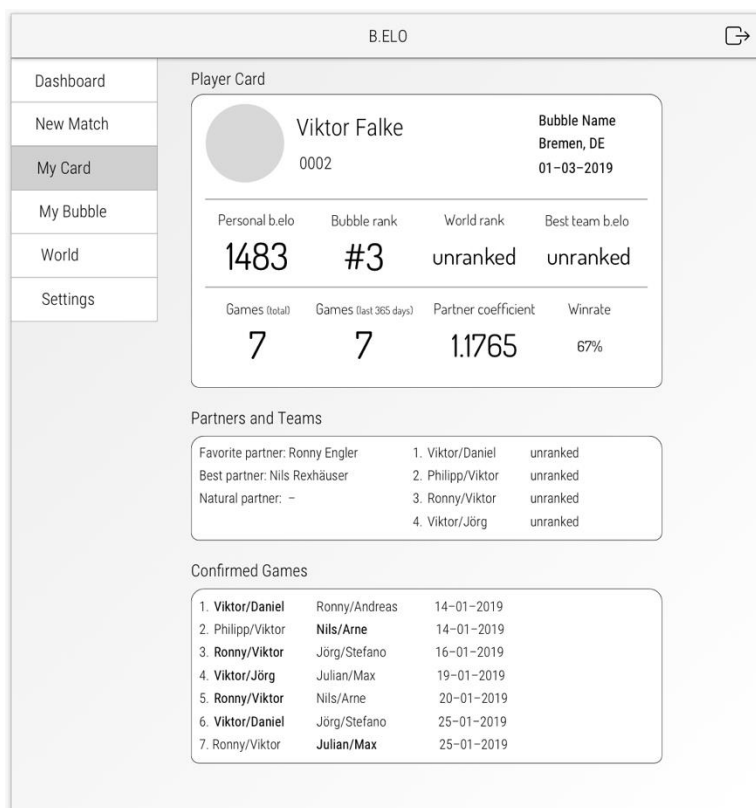 B.ELO
Dashboard
New Match
My Card
My Bubble
World
Settings
Player Card
Viktor Falke
0002
Bubble Name
Bremen, DE
01-03-2019
Personal b.elo Bubble rank World rank Best team b.elo
1483 #3 unranked unranked
Games (total) Games (last 365 days) Partner coefficient Winrate
7 7 1.1765 67%
Partners and Teams
Favorite partner: Ronny Engler
Best partner: Nils Rexhäuser
Natural partner: –
1. Viktor/Daniel unranked
2. Philipp/Viktor unranked
3. Ronny/Viktor unranked
4. Viktor/Jörg unranked
Confirmed Games
1. Viktor/Daniel Ronny/Andreas 14-01-2019
2. Philipp/Viktor Nils/Arne 14-01-2019
3. Ronny/Viktor Jörg/Stefano 16-01-2019
4. Viktor/Jörg Julian/Max 19-01-2019
5. Ronny/Viktor Nils/Arne 20-01-2019
6. Viktor/Daniel Jörg/Stefano 25-01-2019
7. Ronny/Viktor Julian/Max 25-01-2019